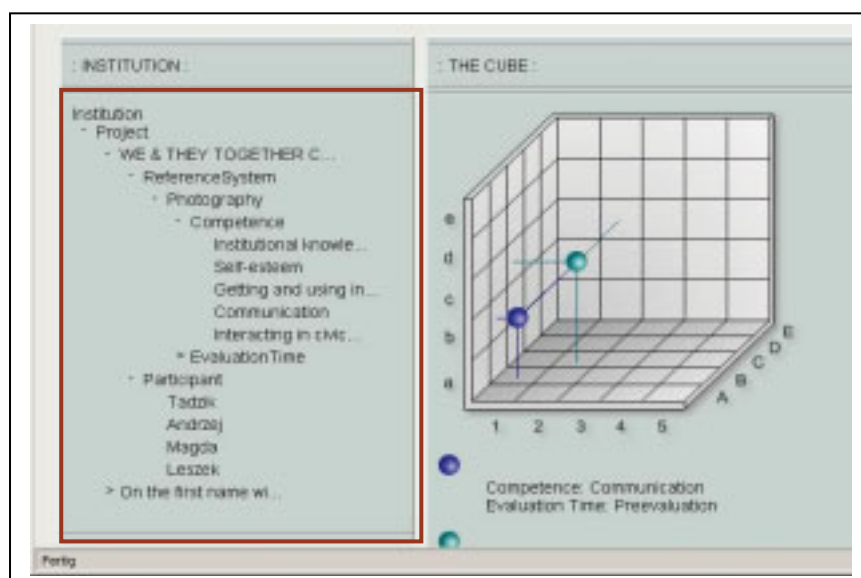 : INSTITUTION :
Institution
- Project
- WE & THEY TOGETHER C...
- ReferenceSystem
- Photography
- Competence
Institutional knowle...
Self-esteem
Getting and using in...
Communication
Interacting in civic...
» EvaluationTime
- Participant
Tadzik
Andrzej
Magda
Leszek
> On the first name wi...
: THE CUBE :
e
d
c
b
a
1 2 3 4 5
A
B
C
D
E
Competence: Communication
Evaluation Time: Preevaluation
Fertig